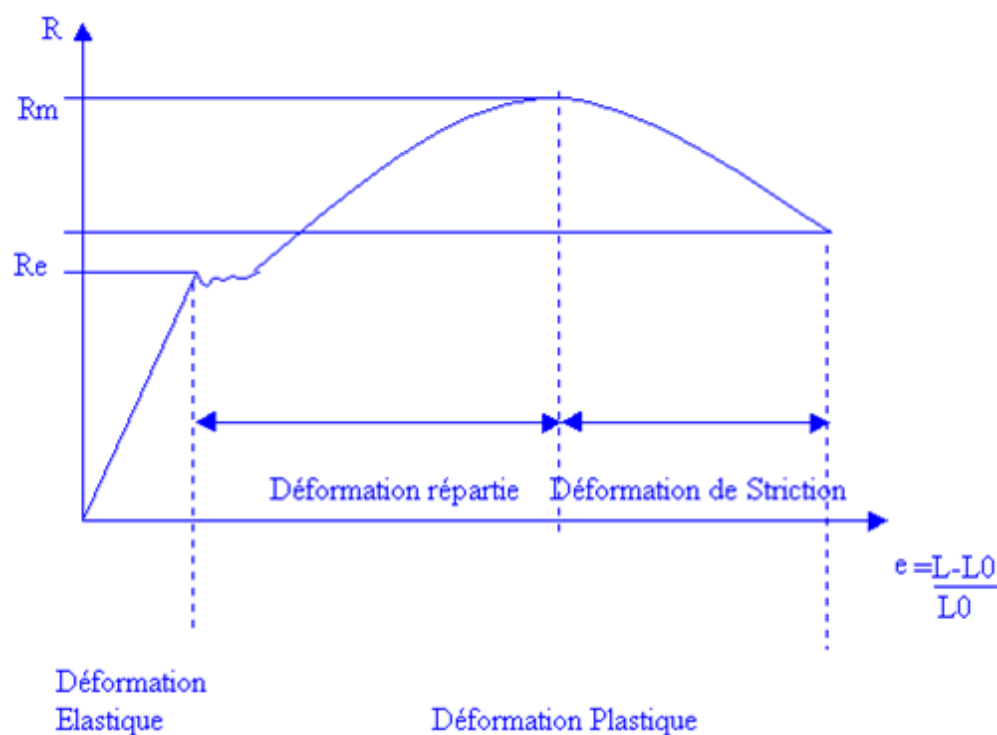 R
Rm
Re
Déformation répartie
Déformation de Striction
e =L-L0
L0
Déformation
Elastique
Déformation Plastique